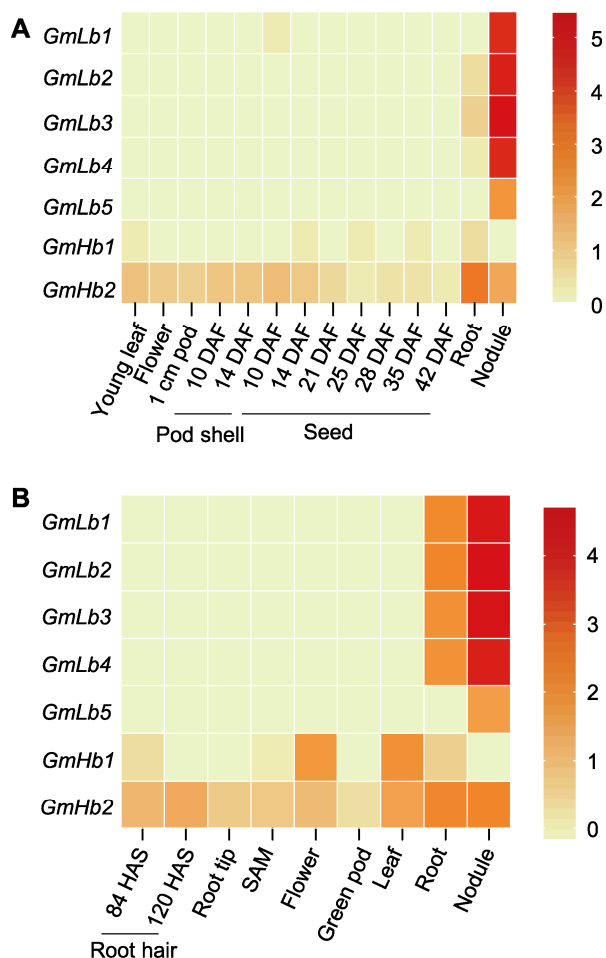 A
GmLb1
GmLb2
GmLb3
GmLb4
GmLb5
GmHb1
GmHb2
5
4
3
2
1
0
Young leaf
Flower
1 cm pod
10 DAF
14 DAF
10 DAF
14 DAF
21 DAF
25 DAF
28 DAF
35 DAF
42 DAF
Root
Nodule
Pod shell
Seed
B
GmLb1
GmLb2
GmLb3
GmLb4
GmLb5
GmHb1
GmHb2
4
3
2
1
0
84 HAS
120 HAS
Root tip
SAM
Flower
Green pod
Leaf
Root
Nodule
Root hair